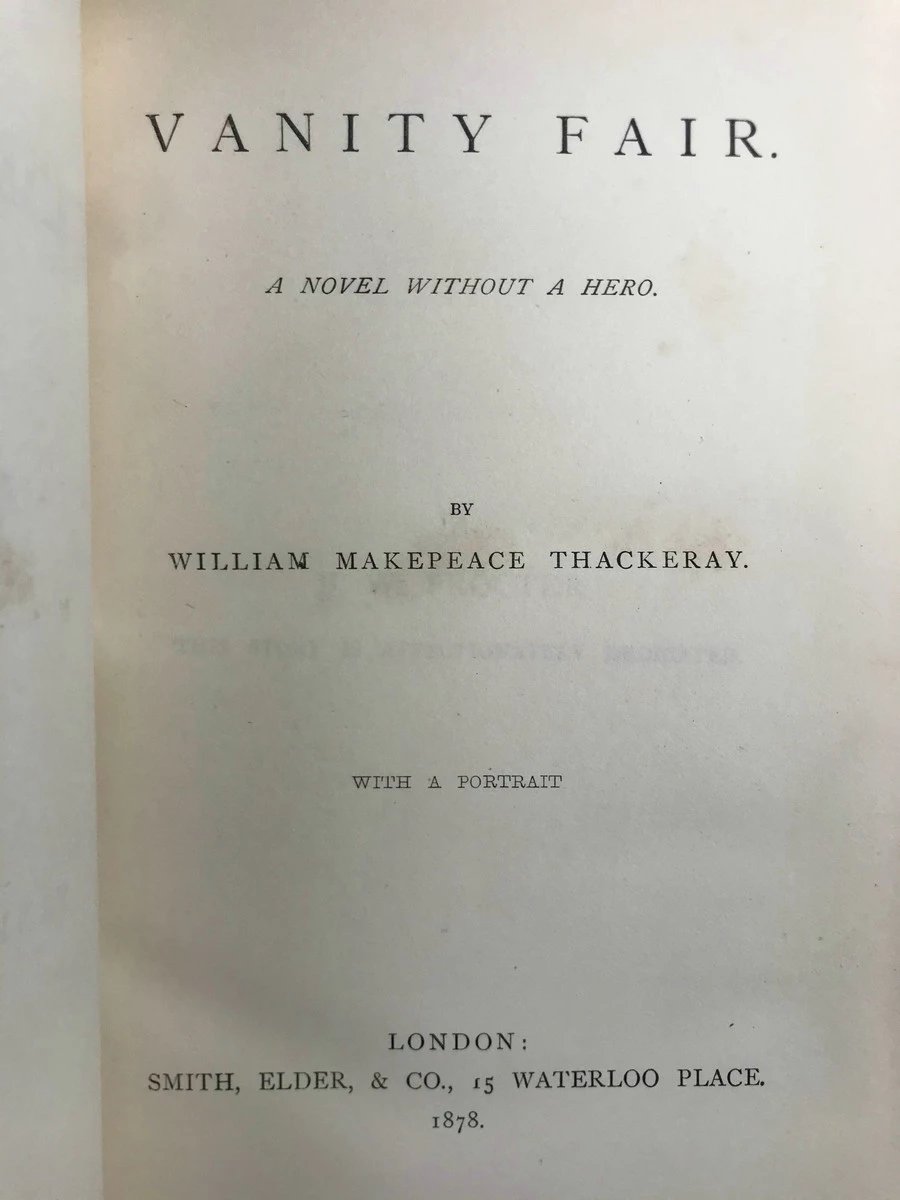 VANITY FAIR.
A NOVEL WITHOUT A HERO.
BY
WILLIAM MAKEPEACE THACKERAY.
WITH A PORTRAIT
LONDON:
SMITH, ELDER, & CO., 15 WATERLOO PLACE.
1878.